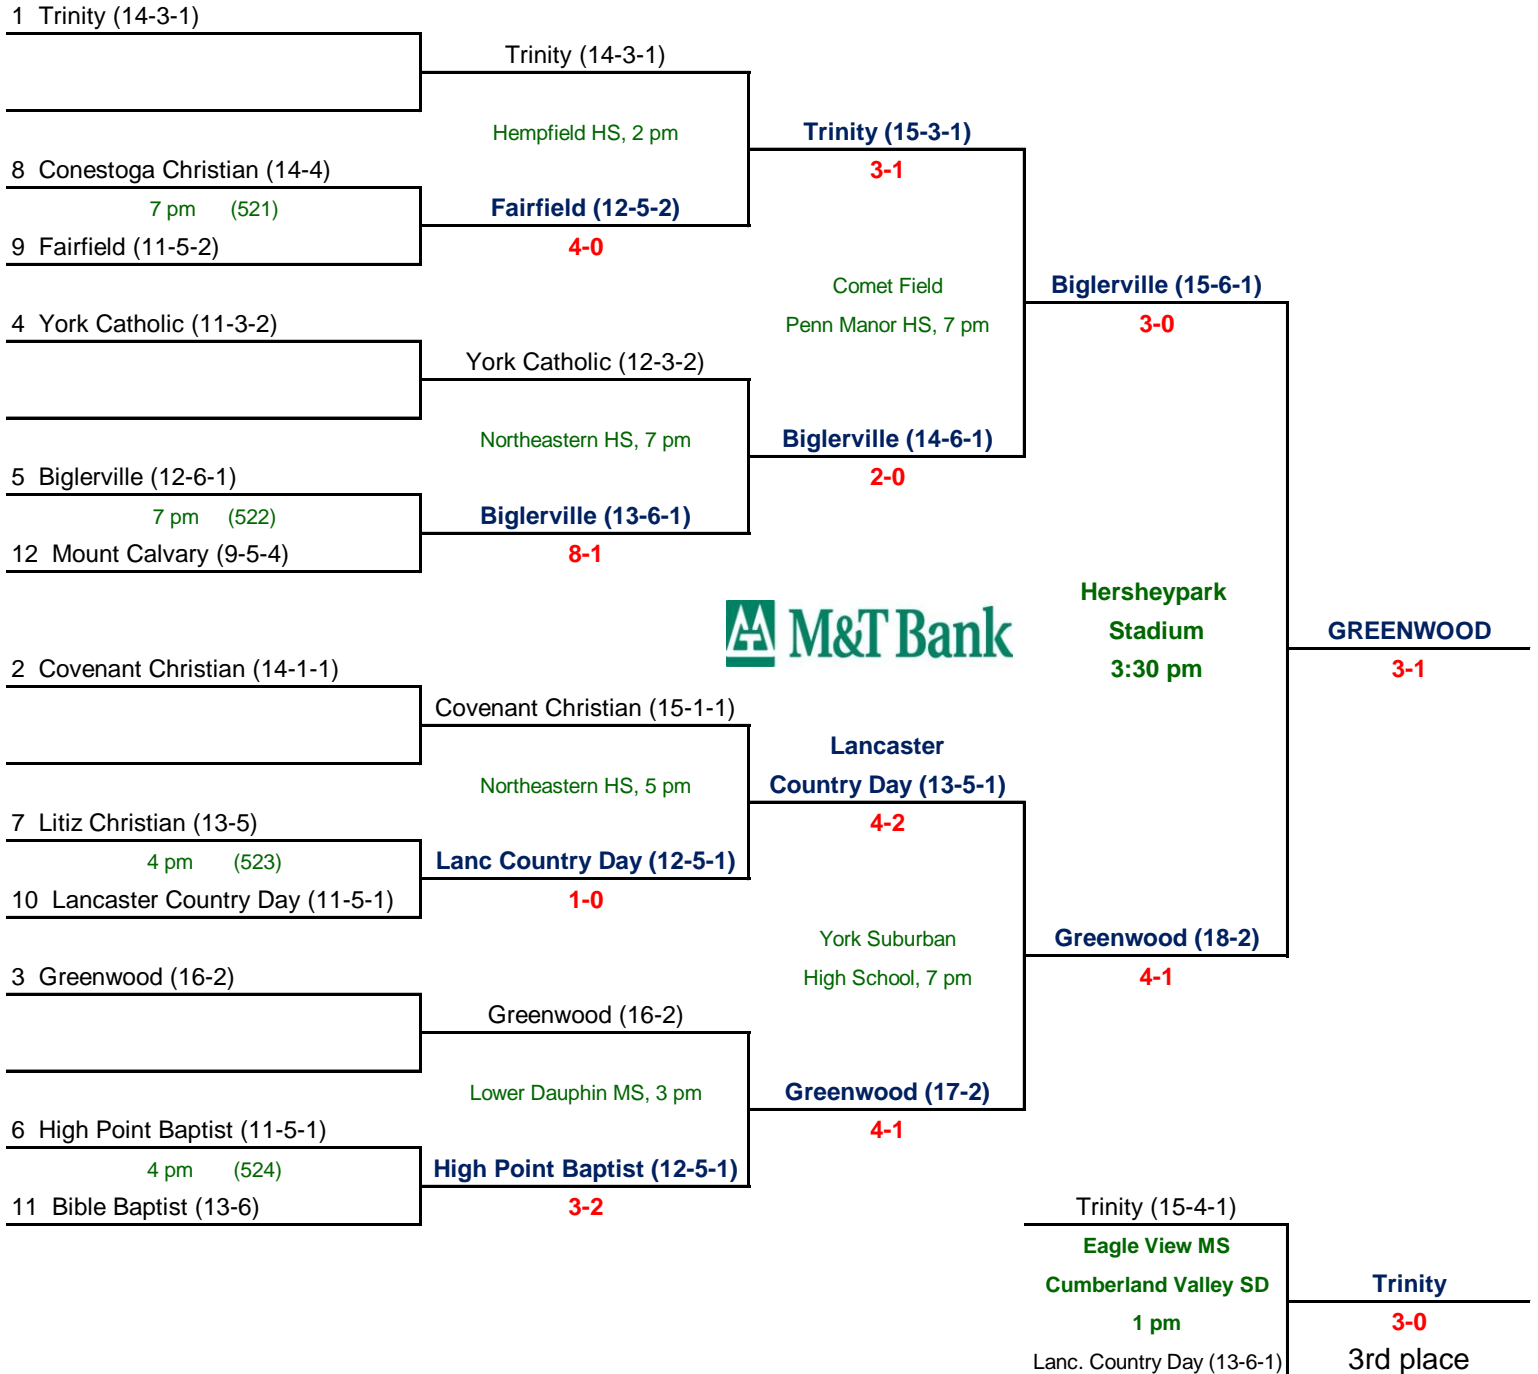 1 Trinity (14-3-1)
Trinity (14-3-1)
Hempfield HS, 2 pm
Trinity (15-3-1)
3-1
8 Conestoga Christian (14-4)
7 pm (521)
Fairfield (12-5-2)
9 Fairfield (11-5-2)
4-0
Comet Field
Penn Manor HS, 7 pm
Biglerville (15-6-1)
3-0
4 York Catholic (11-3-2)
York Catholic (12-3-2)
Northeastern HS, 7 pm
Biglerville (14-6-1)
2-0
5 Biglerville (12-6-1)
7 pm (522)
Biglerville (13-6-1)
12 Mount Calvary (9-5-4)
8-1
M&T Bank
Hersheypark
Stadium
3:30 pm
GREENWOOD
3-1
2 Covenant Christian (14-1-1)
Covenant Christian (15-1-1)
Northeastern HS, 5 pm
Lancaster
Country Day (13-5-1)
4-2
7 Litiz Christian (13-5)
4 pm (523)
Lanc Country Day (12-5-1)
10 Lancaster Country Day (11-5-1)
1-0
York Suburban
High School, 7 pm
Greenwood (18-2)
4-1
3 Greenwood (16-2)
Greenwood (16-2)
Lower Dauphin MS, 3 pm
Greenwood (17-2)
4-1
6 High Point Baptist (11-5-1)
4 pm (524)
High Point Baptist (12-5-1)
11 Bible Baptist (13-6)
3-2
Trinity (15-4-1)
Eagle View MS
Cumberland Valley SD
1 pm
Lanc. Country Day (13-6-1)
Trinity
3-0
3rd place